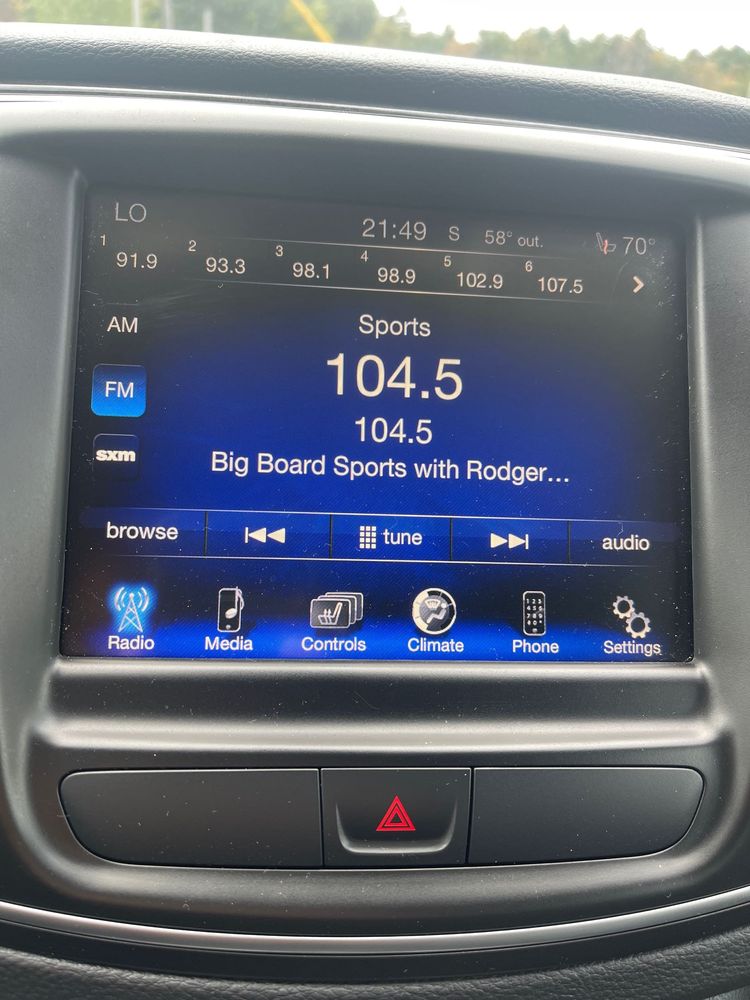 LO 21:49 S 58° out. 70°
1 91.9 2 93.3 3 98.1 4 98.9 5 102.9 6 107.5
AM
Sports
FM
104.5
104.5
sxm
Big Board Sports with Rodger...
browse tune audio
Radio Media Controls Climate Phone Settings